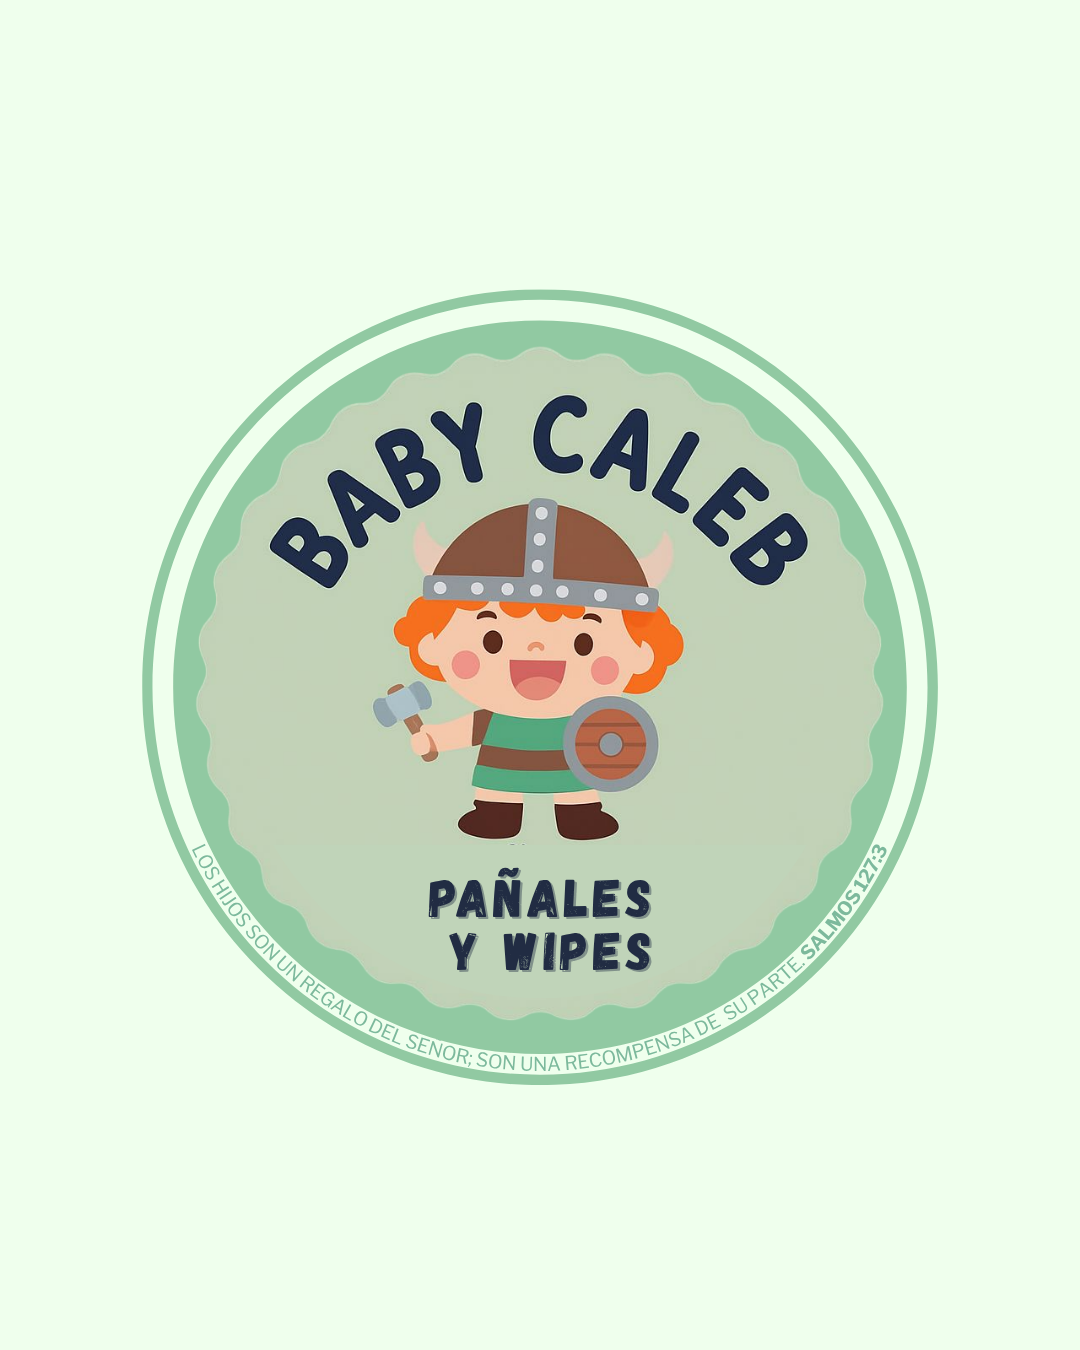 BABY CALEB
PAÑALES
Y WIPES
LOS HIJOS SON UN REGALO DEL SENOR; SON UNA RECOMPENSA DE SU PARTE. SALMOS 127:3